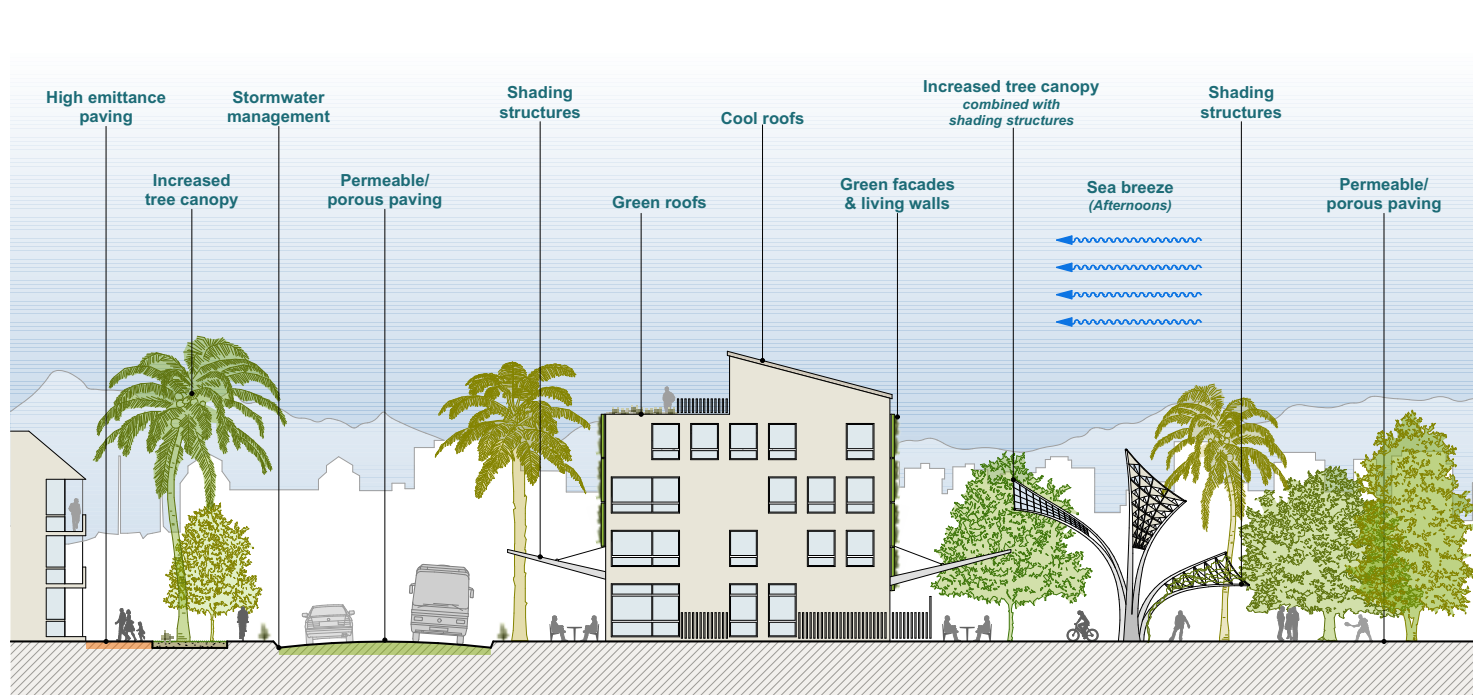 High emittance
paving
Stormwater
management
Shading
structures
Cool roofs
Increased tree canopy
combined with
shading structures
Shading
structures
Increased
tree canopy
Permeable/
porous paving
Green roofs
Green facades
& living walls
Sea breeze
(Afternoons)
Permeable/
porous paving